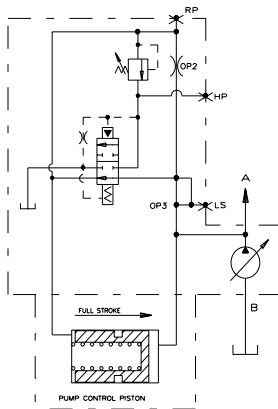 RP
OP2
HP
A
OP3
LS
B
FULL STROKE
PUMP CONTROL PISTON